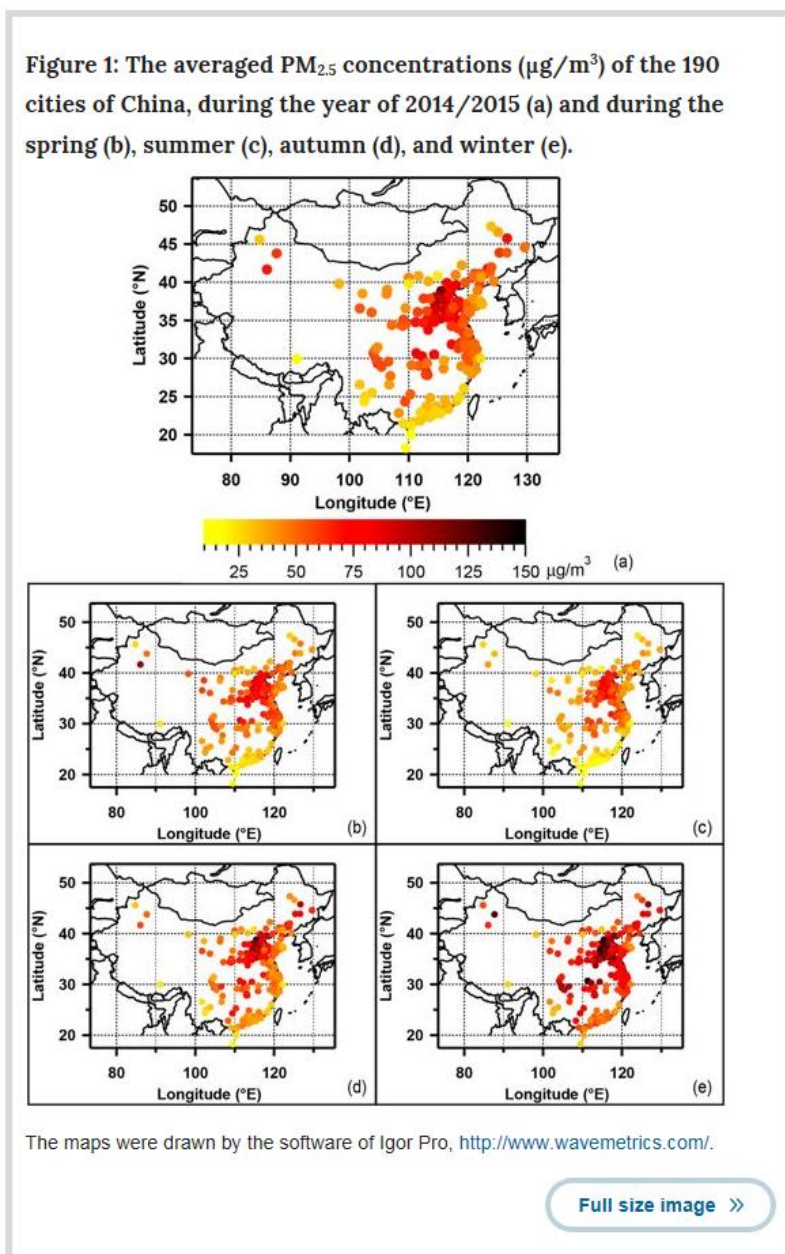 Figure 1: The averaged PM2.5 concentrations (μg/m³) of the 190
cities of China, during the year of 2014/2015 (a) and during the
spring (b), summer (c), autumn (d), and winter (e).
50
45
40
35
30
25
20
Latitude (°N)
80 90 100 110 120 130
Longitude (°E)
25 50 75 100 125 150 μg/m³ (a)
50
40
30
20
Latitude (°N)
80 100 120
Longitude (°E)
(b)
50
40
30
20
Latitude (°N)
80 100 120
Longitude (°E)
(c)
50
40
30
20
Latitude (°N)
80 100 120
Longitude (°E)
(d)
50
40
30
20
Latitude (°N)
80 100 120
Longitude (°E)
(e)
The maps were drawn by the software of Igor Pro, http://www.wavemetrics.com/.
Full size image »